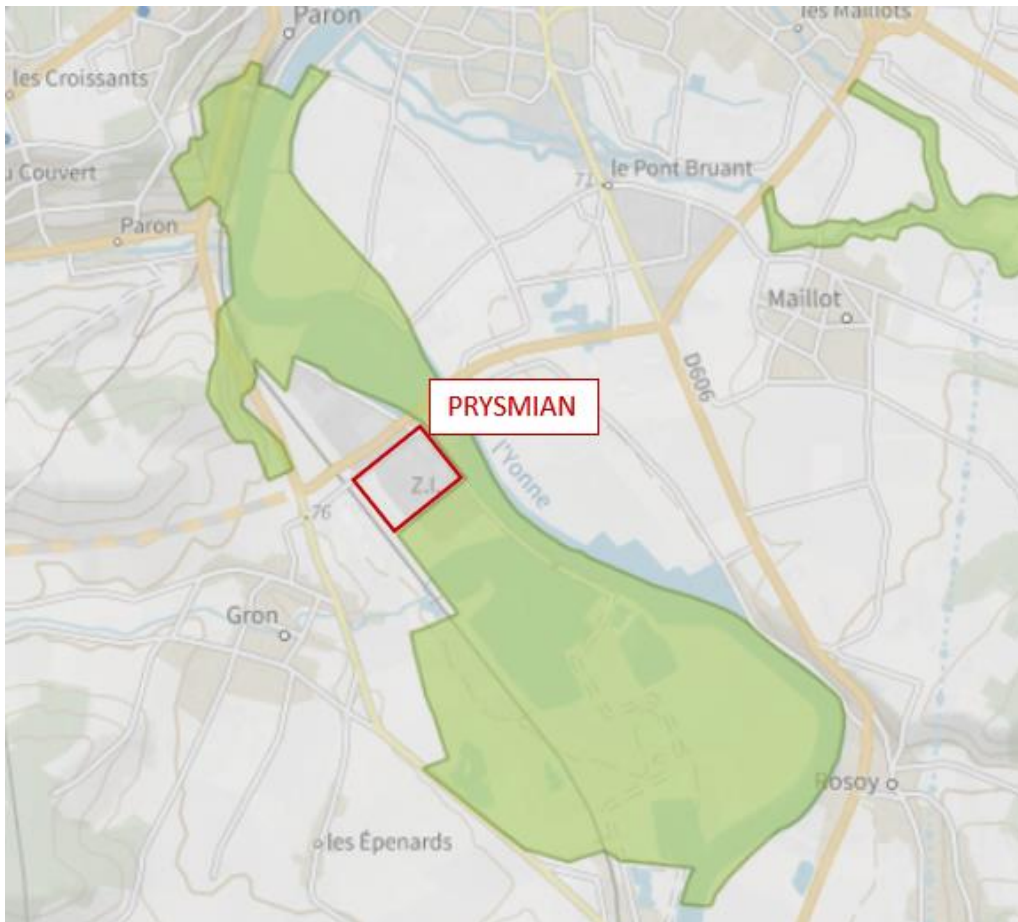 Paron
les Maillots
les Croissants
Couvert
le Pont Bruant
71
Paron
Maillot
D606
PRYSMIAN
l'Yonne
Z.I.
76
Gron
Rosoy
les Épenards